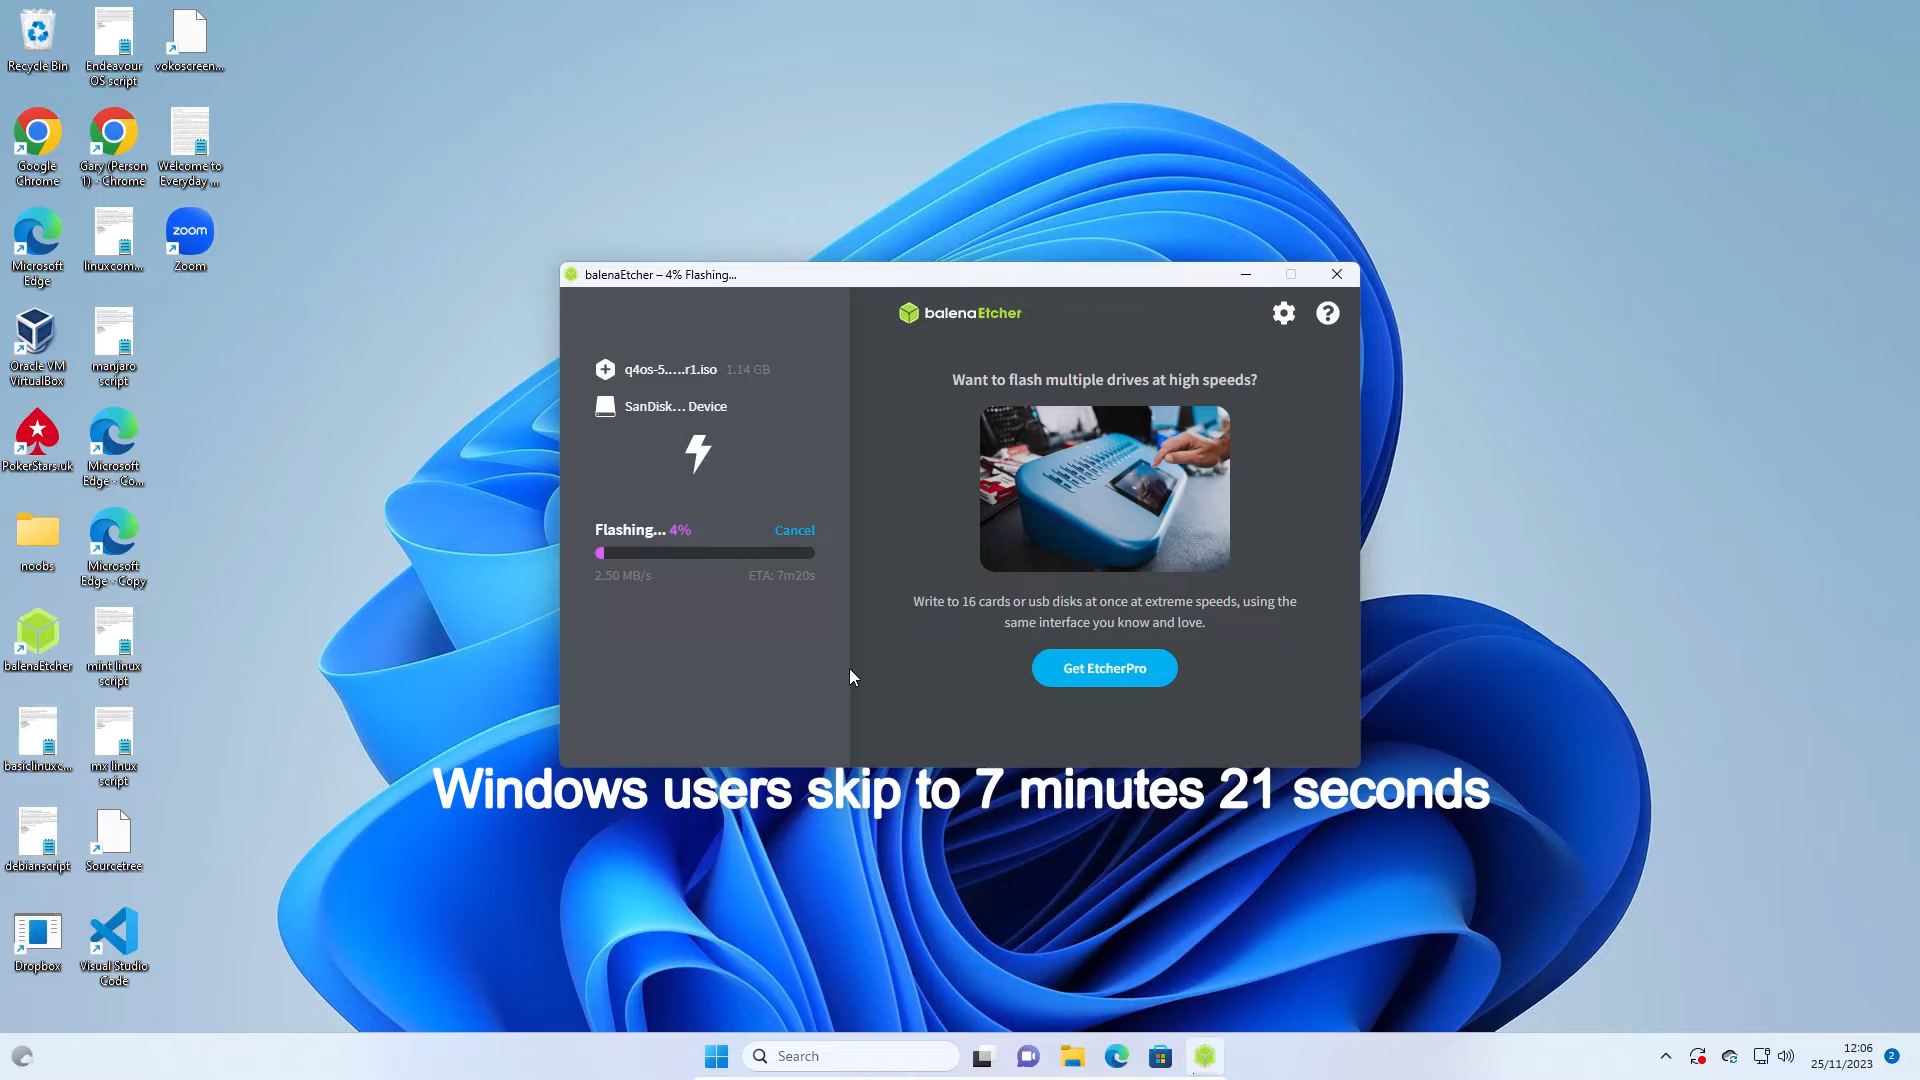 Recycle Bin
Endeavour
OS script
vokoscreen...
Google
Chrome
Gary (Person
1) - Chrome
Welcome to
Everyday ...
Microsoft
Edge
linuxcom...
zoom
Zoom
Oracle VM
VirtualBox
manjaro
script
PokerStars.uk
Microsoft
Edge - Co...
noobs
Microsoft
Edge - Copy
balenaEtcher
mint linux
script
basiclinuxc...
mx linux
script
debianscript
Sourcetree
Dropbox
Visual Studio
Code
balenaEtcher – 4% Flashing...
balenaEtcher
q4os-5.....r1.iso 1.14 GB
SanDisk... Device
Flashing... 4% Cancel
2.50 MB/s ETA: 7m20s
Want to flash multiple drives at high speeds?
Write to 16 cards or usb disks at once at extreme speeds, using the
same interface you know and love.
Get EtcherPro
Windows users skip to 7 minutes 21 seconds
Search
12:06
25/11/2023
2